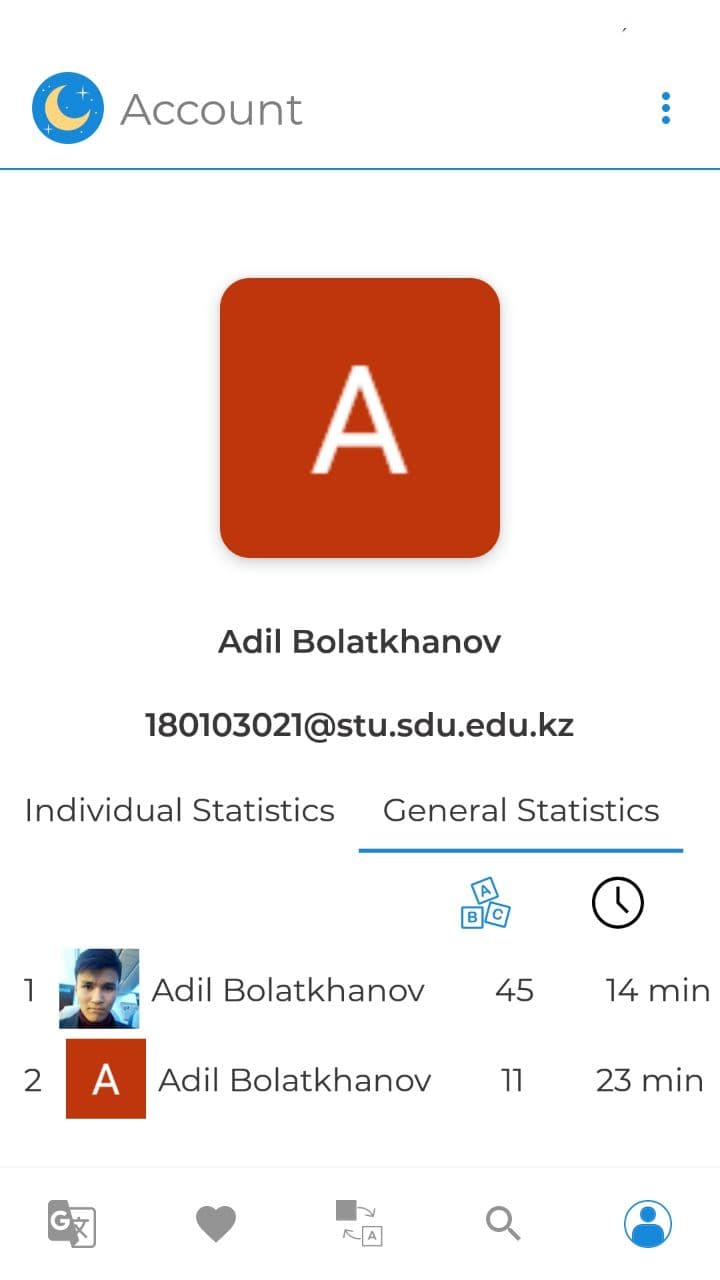 Account
A
Adil Bolatkhanov
180103021@stu.sdu.edu.kz
Individual Statistics General Statistics
A B C
1 Adil Bolatkhanov 45 14 min
2 A Adil Bolatkhanov 11 23 min
G 文 A